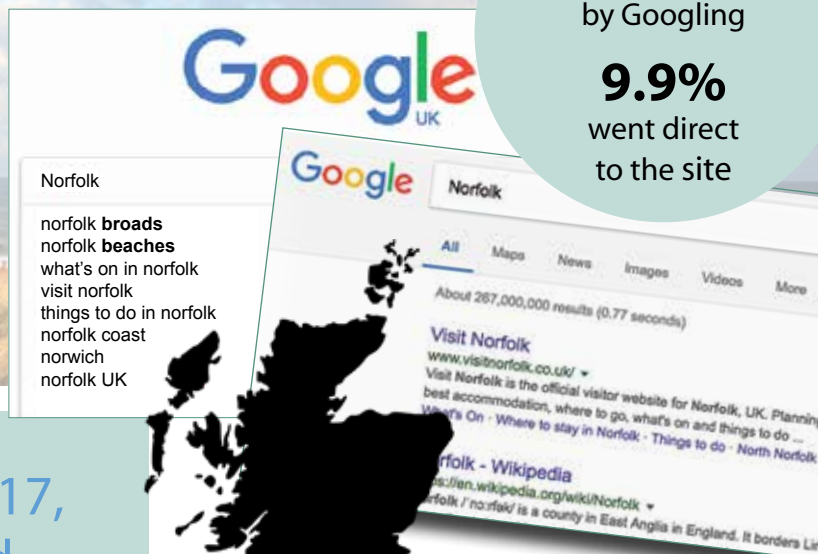 by Googling
9.9%
went direct
to the site
Google
UK
Norfolk
norfolk broads
norfolk beaches
what's on in norfolk
visit norfolk
things to do in norfolk
norfolk coast
norwich
norfolk UK
Google
Norfolk
All Maps News Images Videos More
About 267,000,000 results (0.77 seconds)
Visit Norfolk
www.visitnorfolk.co.uk/
Visit Norfolk is the official visitor website for Norfolk, UK. Planning
best accommodation, where to go, what's on and things to do ...
What's On · Where to stay in Norfolk · Things to do · North Norfolk
rfolk - Wikipedia
ps://en.wikipedia.org/wiki/Norfolk
rfolk /ˈnɔːrfək/ is a county in East Anglia in England. It borders Lin
17,